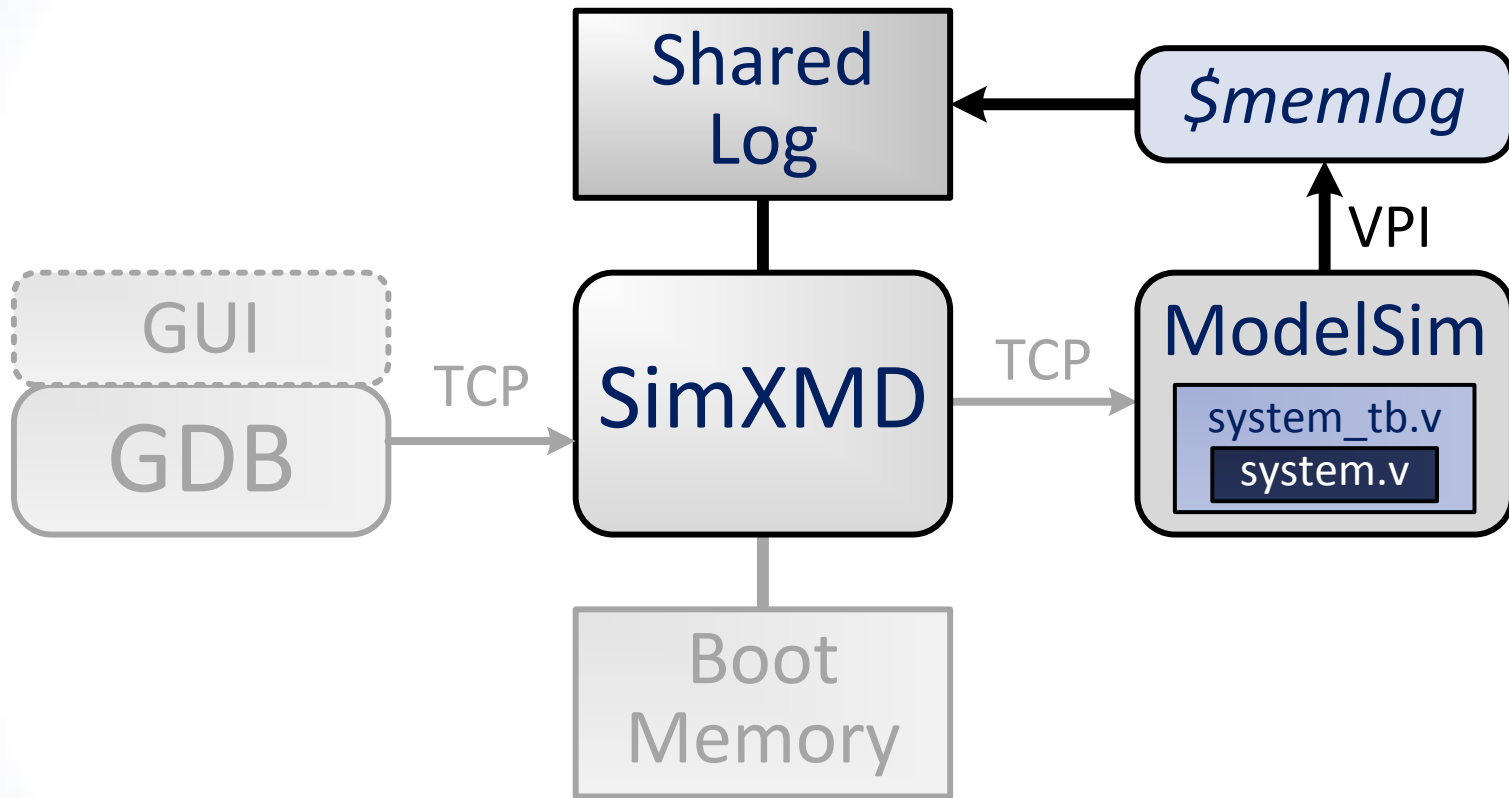 Shared
Log
$memlog
VPI
GUI
GDB
TCP
SimXMD
TCP
ModelSim
system_tb.v
system.v
Boot
Memory